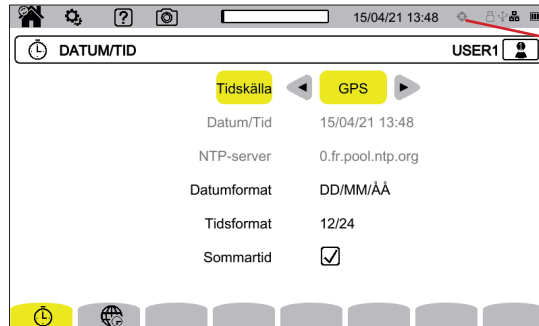 15/04/21 13:48
DATUM/TID USER1
Tidskälla GPS
Datum/Tid 15/04/21 13:48
NTP-server 0.fr.pool.ntp.org
Datumformat DD/MM/ÅÅ
Tidsformat 12/24
Sommartid